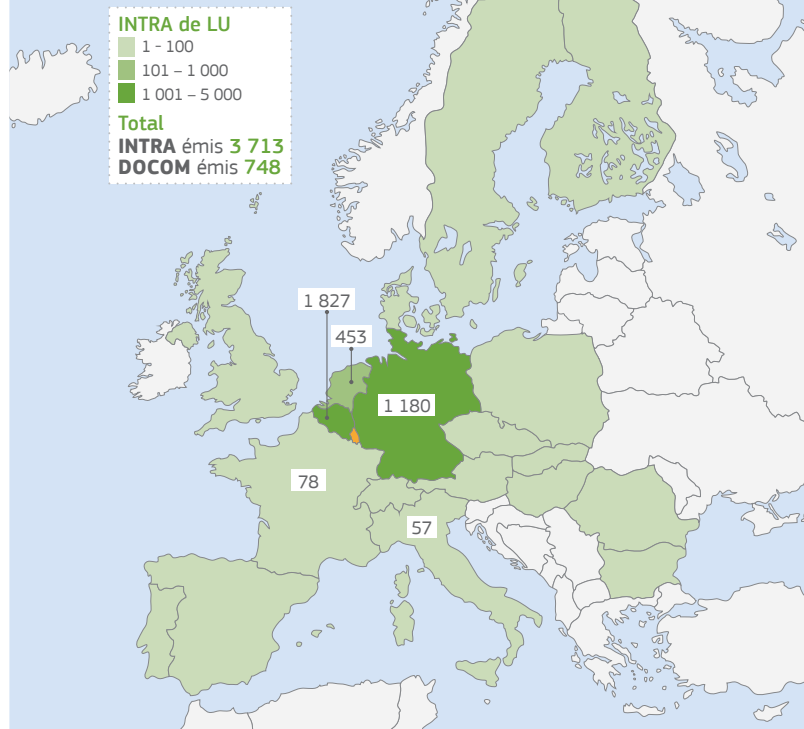 INTRA de LU
1 - 100
101 – 1 000
1 001 – 5 000
Total
INTRA émis 3 713
DOCOM émis 748
1 827
453
1 180
78
57